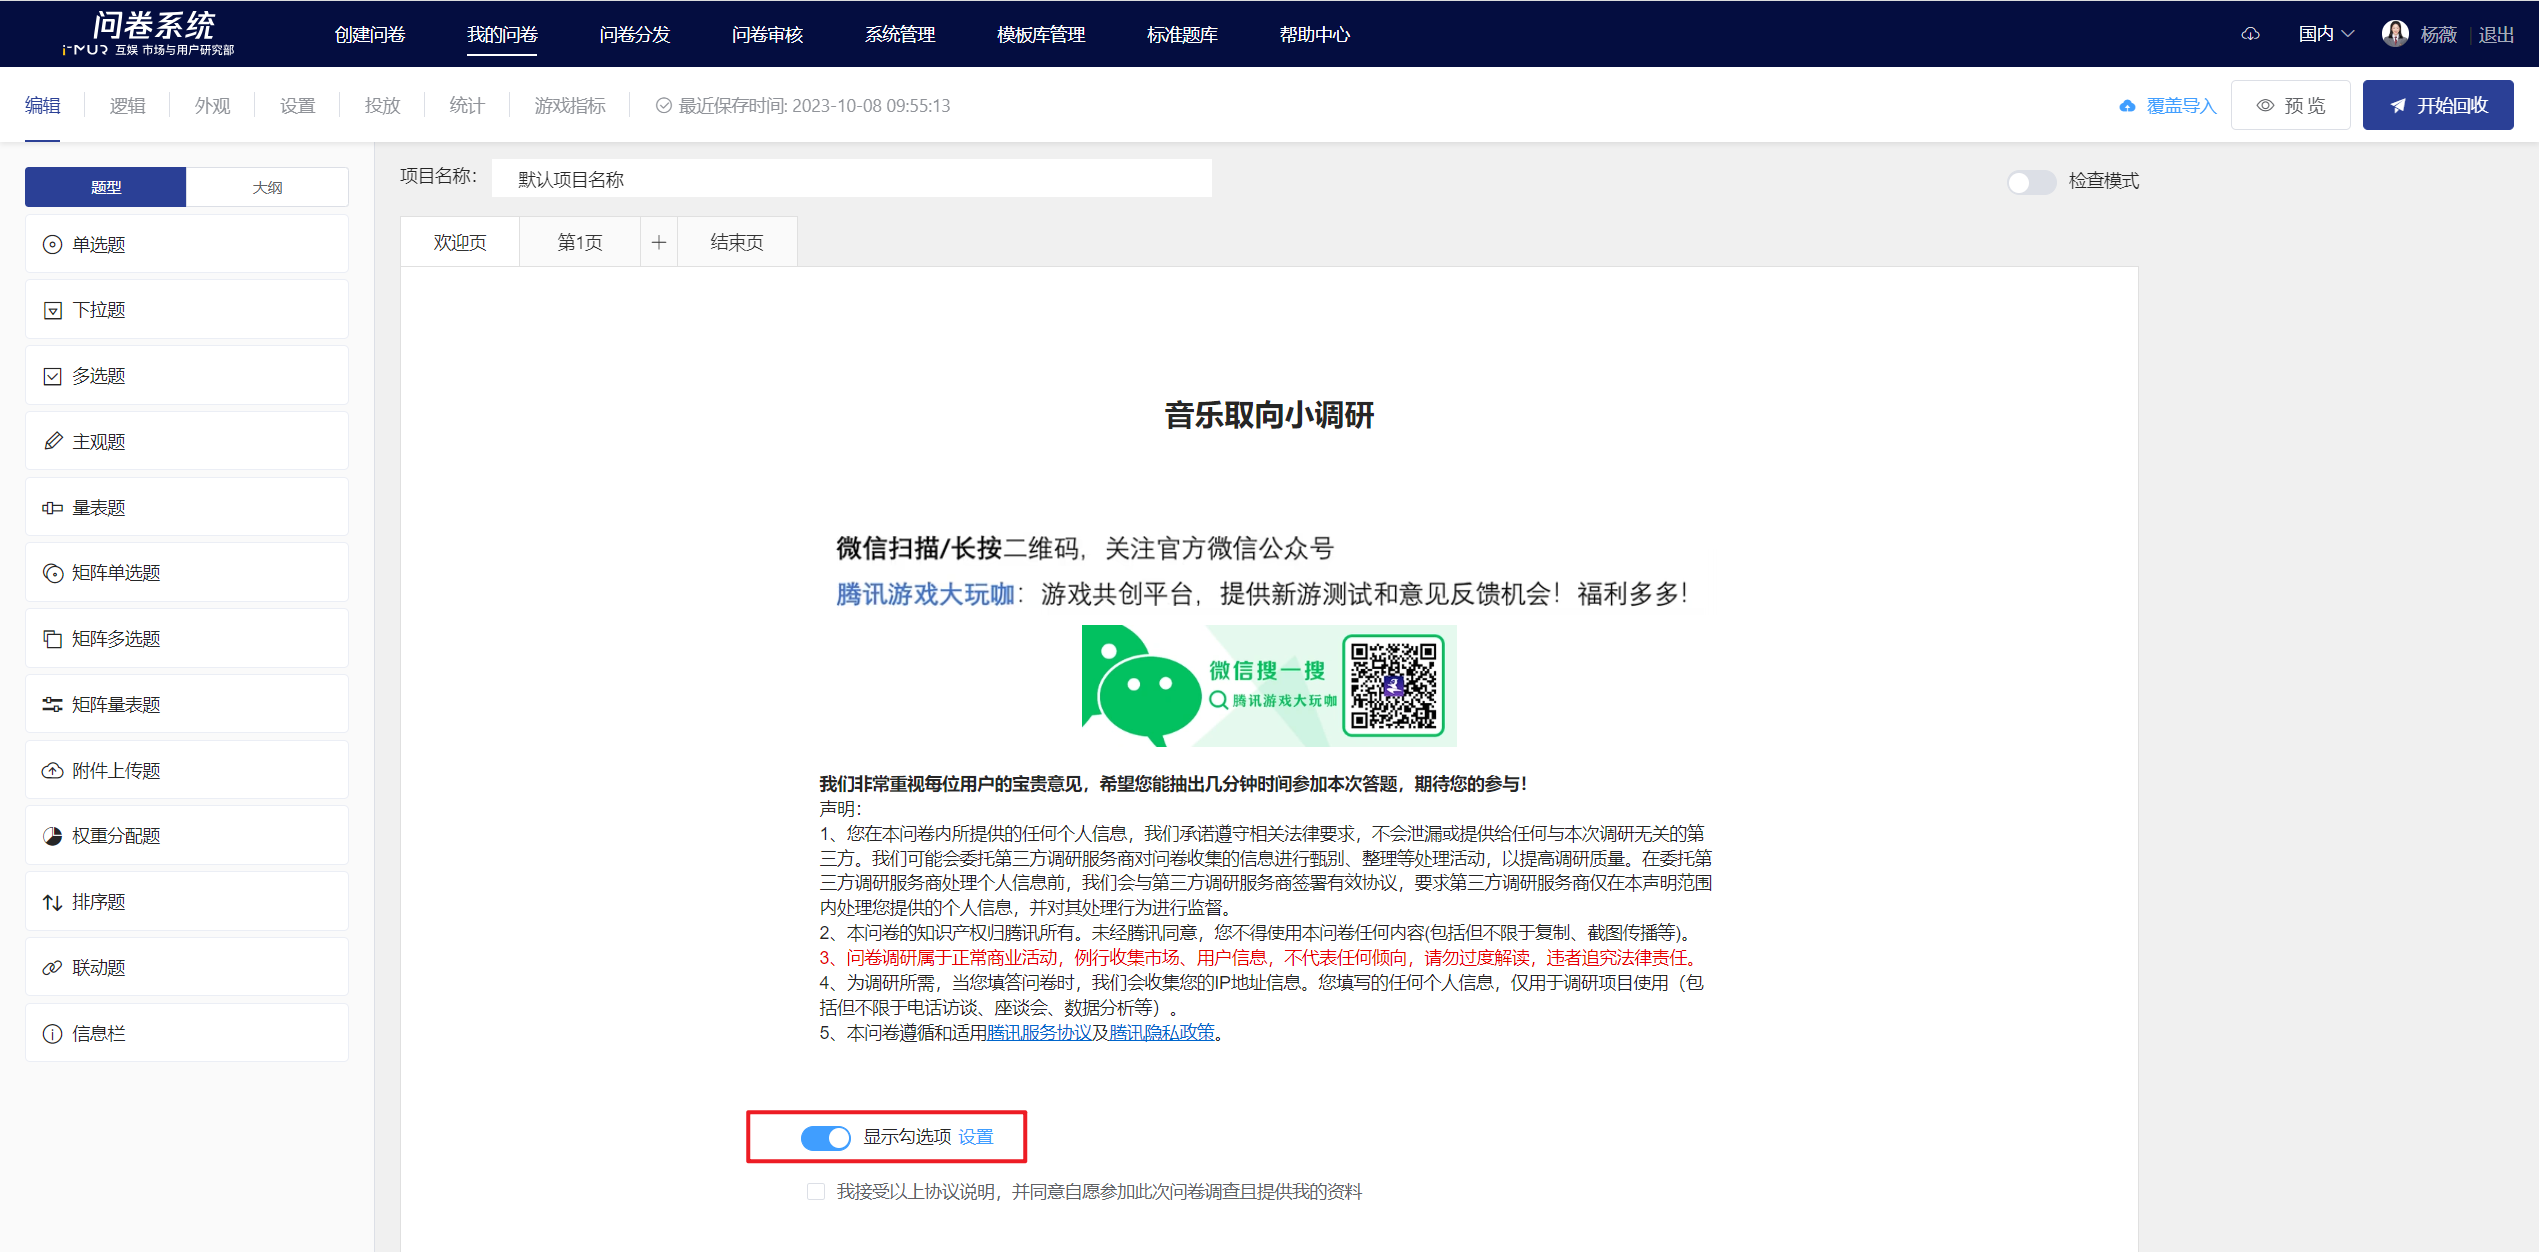 问卷系统
i-MUR 互娱 市场与用户研究部
创建问卷
我的问卷
问卷分发
问卷审核
系统管理
模板库管理
标准题库
帮助中心
国内
杨薇
退出
编辑
逻辑
外观
设置
投放
统计
游戏指标
最近保存时间: 2023-10-08 09:55:13
覆盖导入
预 览
开始回收
题型
大纲
单选题
下拉题
多选题
主观题
量表题
矩阵单选题
矩阵多选题
矩阵量表题
附件上传题
权重分配题
排序题
联动题
信息栏
项目名称:
默认项目名称
检查模式
欢迎页
第1页
结束页
音乐取向小调研
微信扫描/长按二维码，关注官方微信公众号
腾讯游戏大玩咖：游戏共创平台，提供新游测试和意见反馈机会！福利多多！
微信搜一搜
腾讯游戏大玩咖
我们非常重视每位用户的宝贵意见，希望您能抽出几分钟时间参加本次答题，期待您的参与！
声明：
1、您在本问卷内所提供的任何个人信息，我们承诺遵守相关法律要求，不会泄漏或提供给任何与本次调研无关的第
三方。我们可能会委托第三方调研服务商对问卷收集的信息进行甄别、整理等处理活动，以提高调研质量。在委托第
三方调研服务商处理个人信息前，我们会与第三方调研服务商签署有效协议，要求第三方调研服务商仅在本声明范围
内处理您提供的个人信息，并对其处理行为进行监督。
2、本问卷的知识产权归腾讯所有。未经腾讯同意，您不得使用本问卷任何内容(包括但不限于复制、截图传播等)。
3、问卷调研属于正常商业活动，例行收集市场、用户信息，不代表任何倾向，请勿过度解读，违者追究法律责任。
4、为调研所需，当您填答问卷时，我们会收集您的IP地址信息。您填写的任何个人信息，仅用于调研项目使用（包
括但不限于电话访谈、座谈会、数据分析等）。
5、本问卷遵循和适用腾讯服务协议及腾讯隐私政策。
显示勾选项 设置
我接受以上协议说明，并同意自愿参加此次问卷调查且提供我的资料